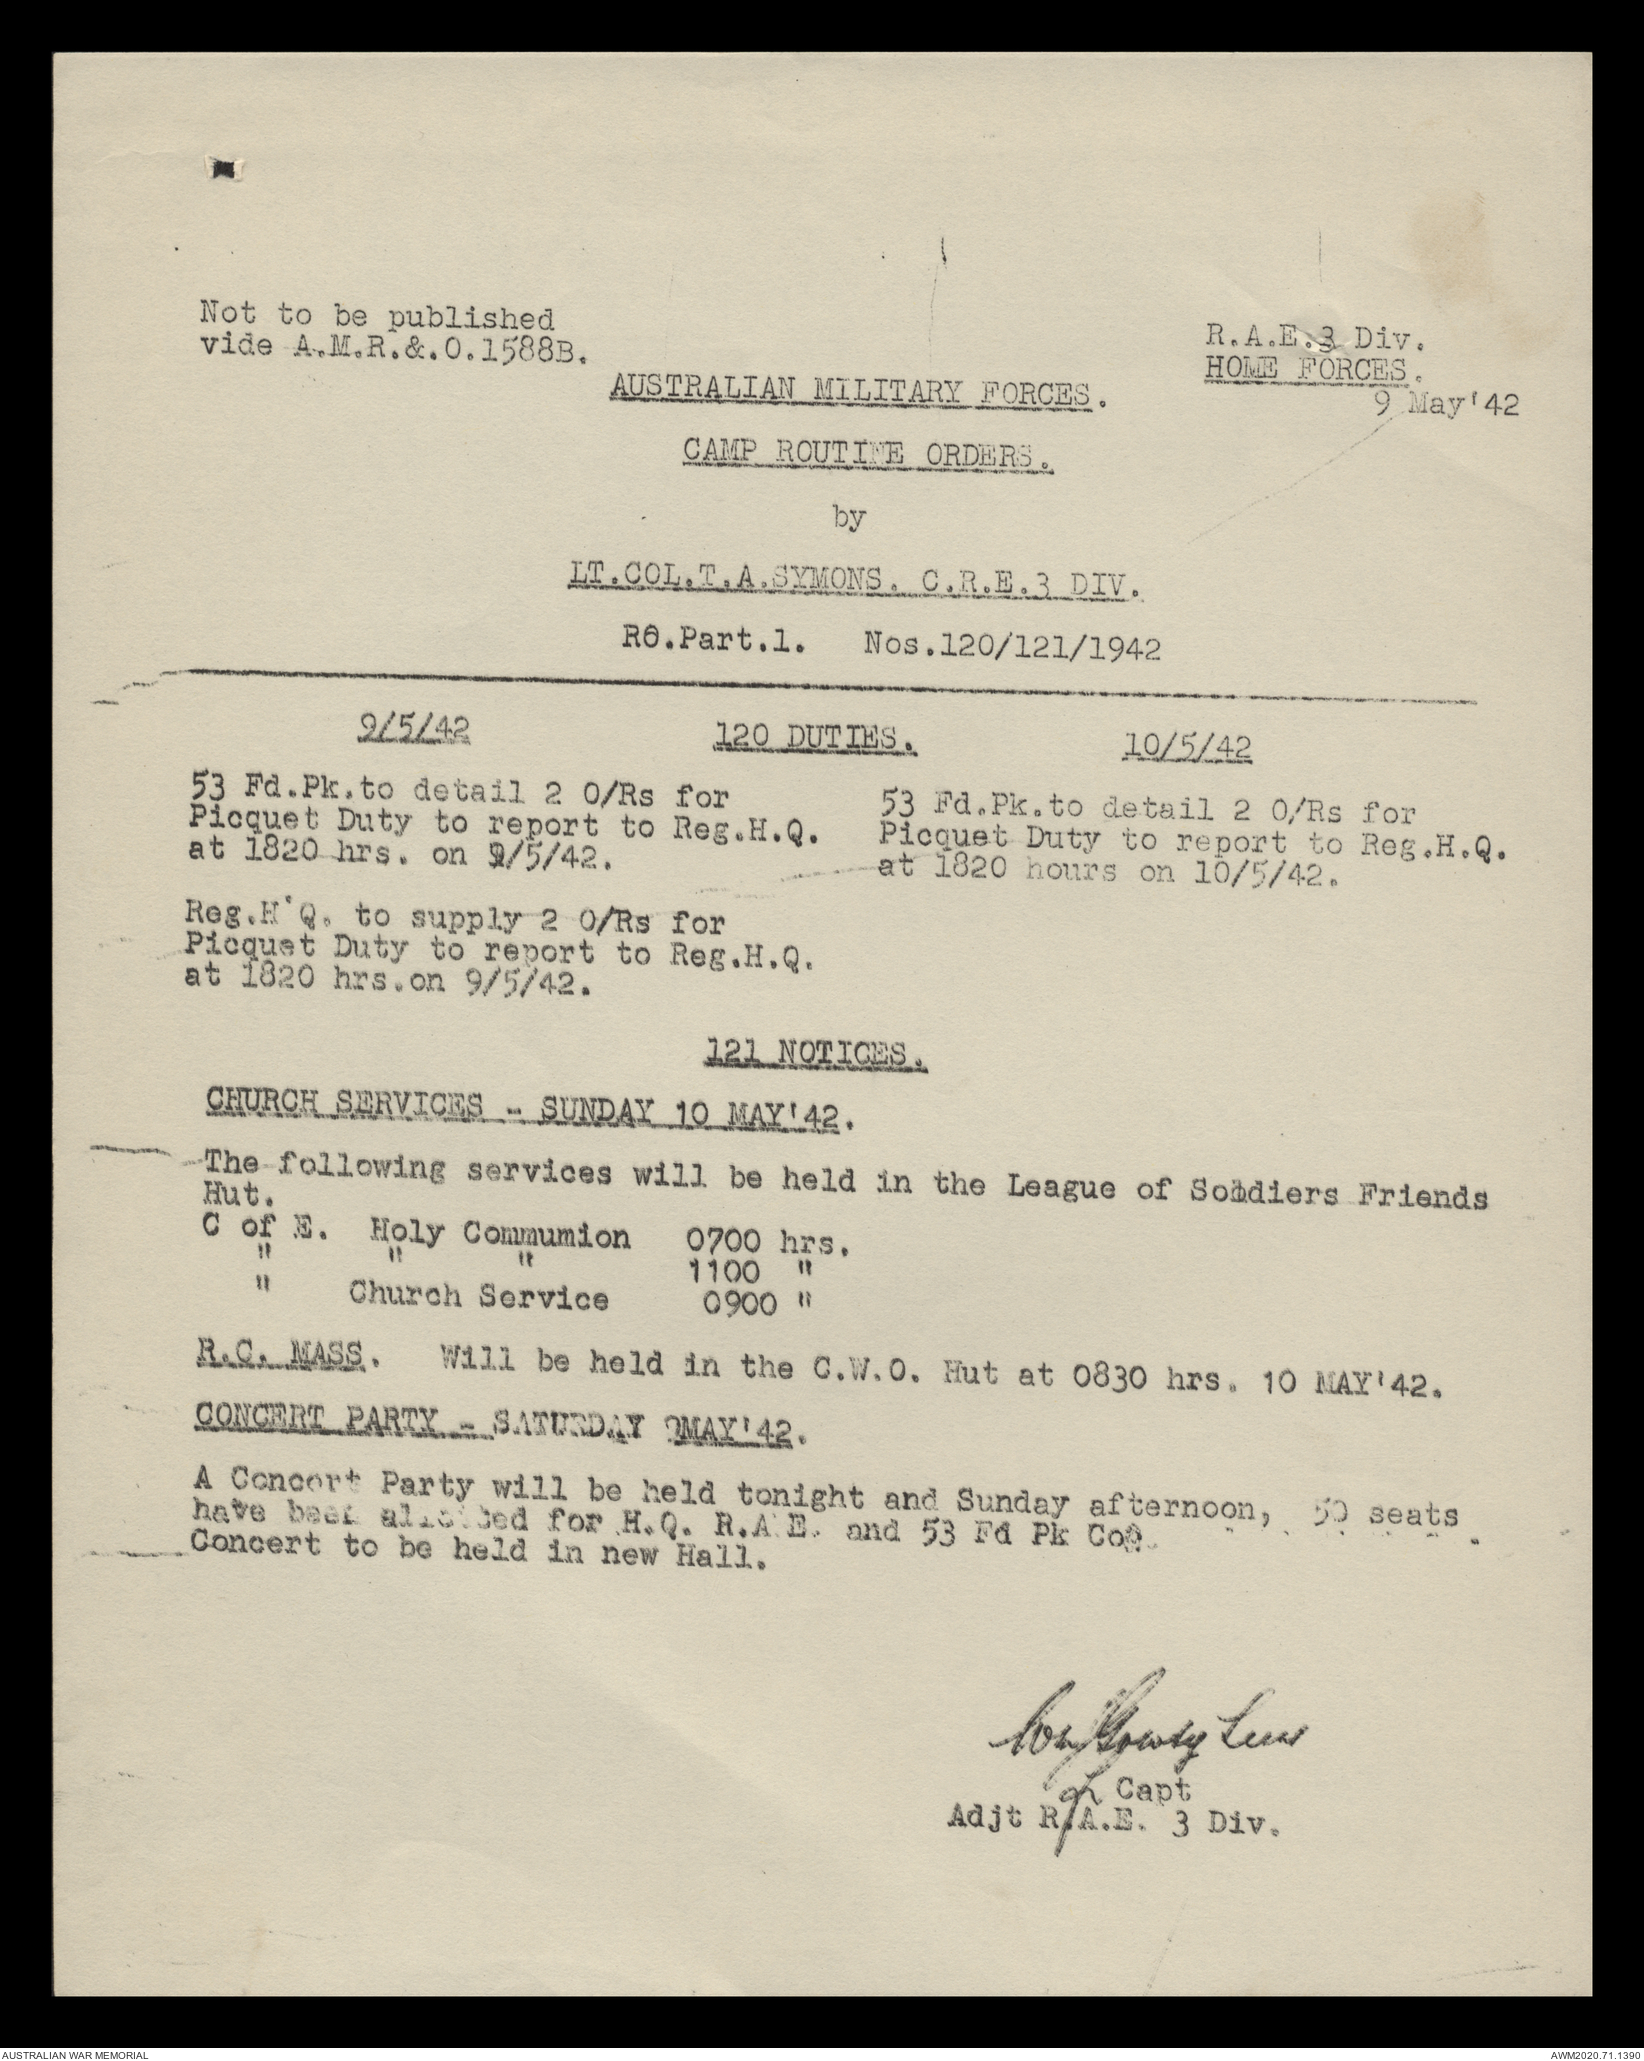 Not to be published
vide A.M.R.&.O.1588B.
R.A.E.3 Div.
HOME FORCES.
9 May'42
AUSTRALIAN MILITARY FORCES.
CAMP ROUTINE ORDERS.
by
LT.COL.T.A.SYMONS. C.R.E.3 DIV.
RO.Part.1. Nos.120/121/1942
9/5/42
120 DUTIES.
10/5/42
53 Fd.Pk.to detail 2 O/Rs for
Picquet Duty to report to Reg.H.Q.
at 1820 hrs. on 9/5/42.
53 Fd.Pk.to detail 2 O/Rs for
Picquet Duty to report to Reg.H.Q.
at 1820 hours on 10/5/42.
Reg.H.Q. to supply 2 O/Rs for
Picquet Duty to report to Reg.H.Q.
at 1820 hrs.on 9/5/42.
121 NOTICES.
CHURCH SERVICES - SUNDAY 10 MAY'42.
The following services will be held in the League of Soldiers Friends
Hut.
C of E. Holy Commumion 0700 hrs.
" " " 1100 "
" Church Service 0900 "
R.C. MASS. Will be held in the C.W.O. Hut at 0830 hrs. 10 MAY'42.
CONCERT PARTY - SATURDAY 9MAY'42.
A Concert Party will be held tonight and Sunday afternoon, 50 seats
have been allotted for H.Q. R.A.E. and 53 Fd Pk Coy.
Concert to be held in new Hall.
Capt
Adjt R.A.E. 3 Div.
AUSTRALIAN WAR MEMORIAL
AWM2020.71.1390